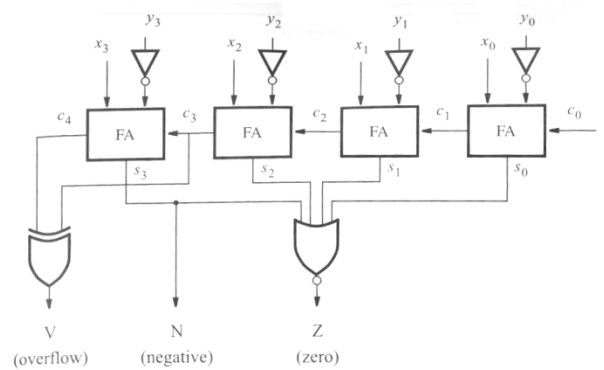 y3 y2 y1 y0
x3 x2 x1 x0
c4 FA c3 FA c2 FA c1 FA c0
s3 s2 s1 s0
V N Z
(overflow) (negative) (zero)